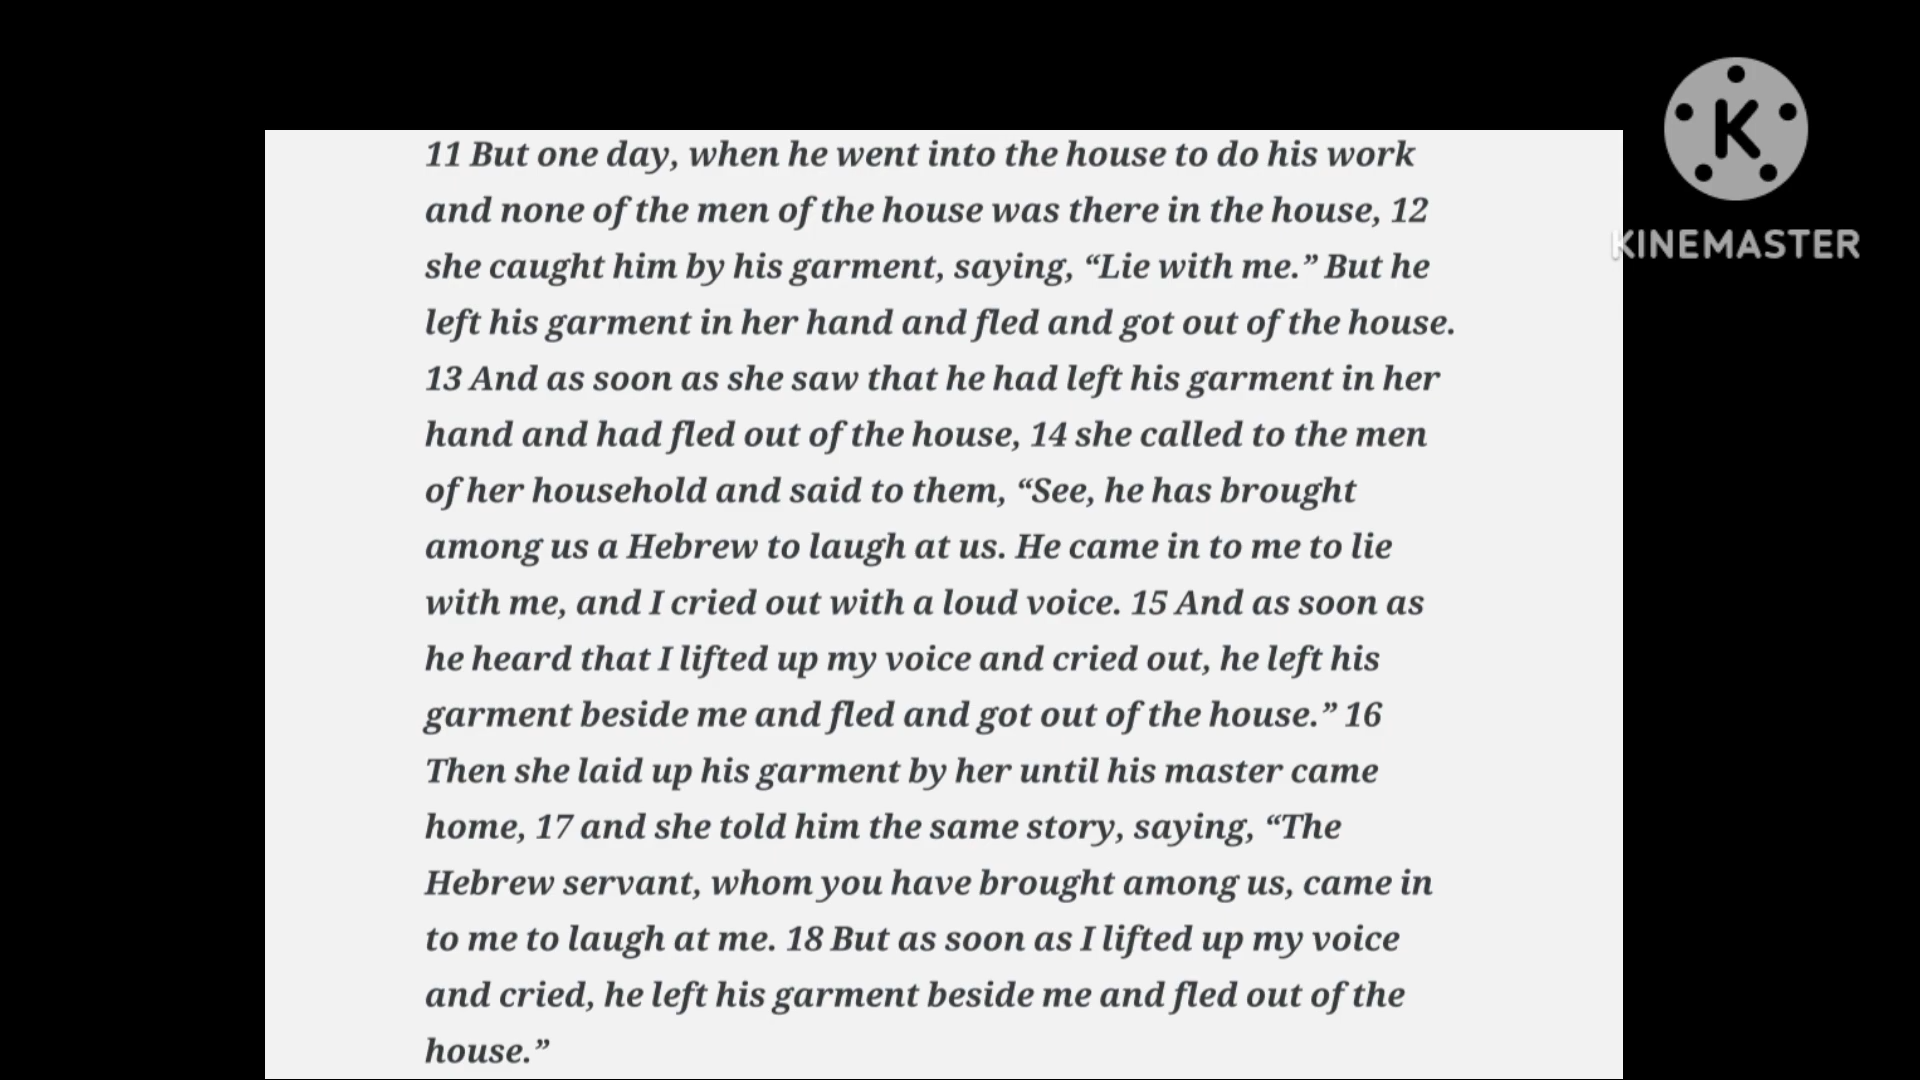 11 But one day, when he went into the house to do his work
and none of the men of the house was there in the house, 12
she caught him by his garment, saying, “Lie with me.” But he
left his garment in her hand and fled and got out of the house.
13 And as soon as she saw that he had left his garment in her
hand and had fled out of the house, 14 she called to the men
of her household and said to them, “See, he has brought
among us a Hebrew to laugh at us. He came in to me to lie
with me, and I cried out with a loud voice. 15 And as soon as
he heard that I lifted up my voice and cried out, he left his
garment beside me and fled and got out of the house.” 16
Then she laid up his garment by her until his master came
home, 17 and she told him the same story, saying, “The
Hebrew servant, whom you have brought among us, came in
to me to laugh at me. 18 But as soon as I lifted up my voice
and cried, he left his garment beside me and fled out of the
house.”
K
KINEMASTER